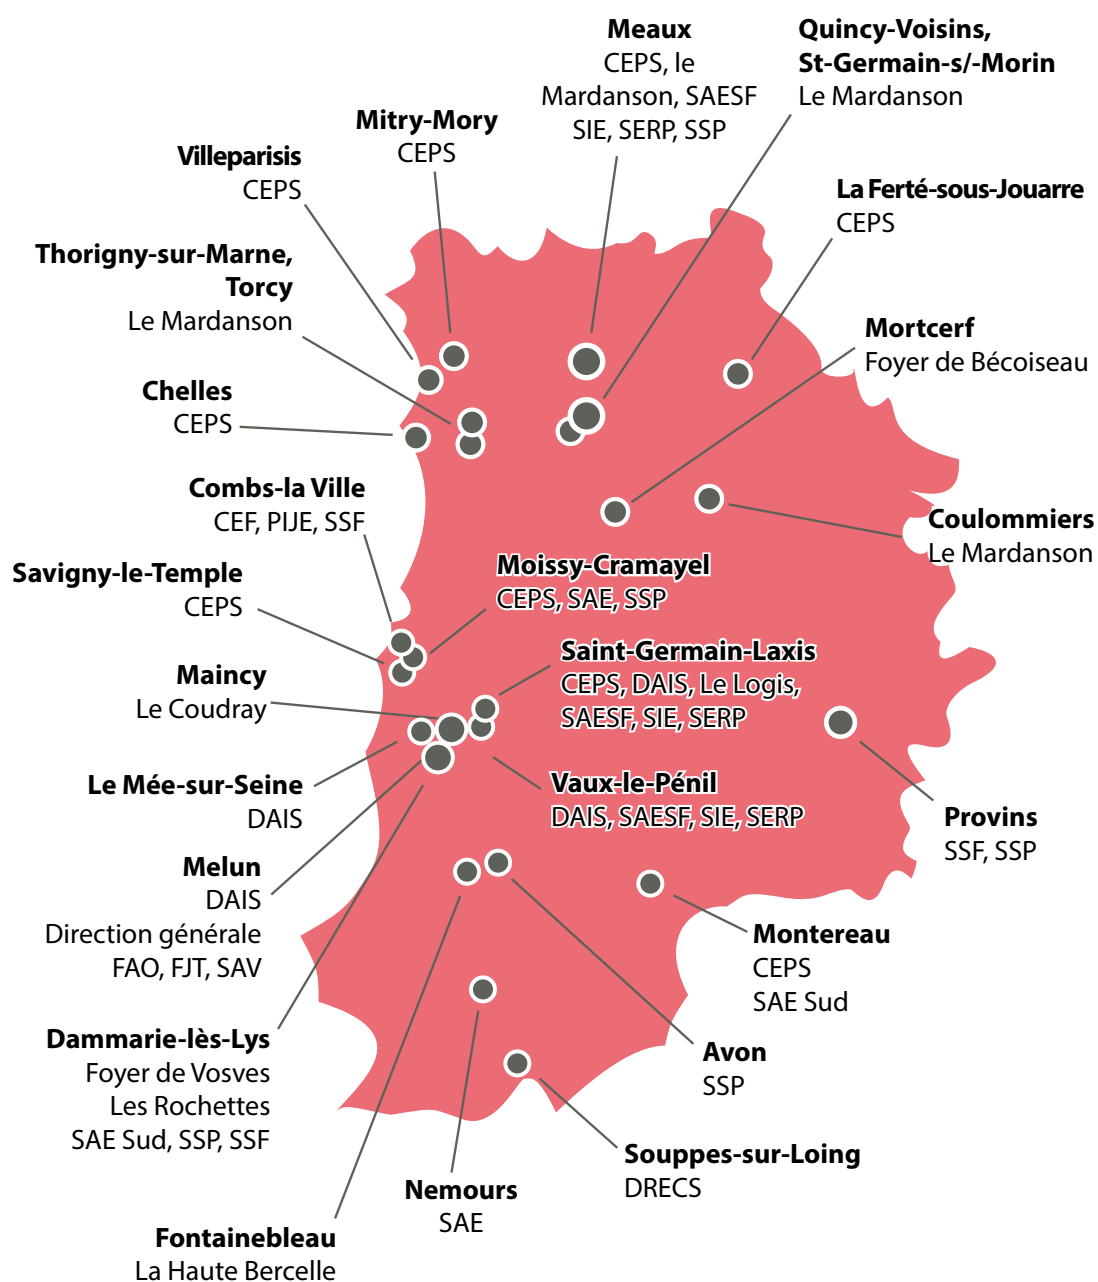 Meaux
CEPS, le
Mardanson, SAESF
SIE, SERP, SSP
Quincy-Voisins,
St-Germain-s/-Morin
Le Mardanson
Mitry-Mory
CEPS
Villeparisis
CEPS
La Ferté-sous-Jouarre
CEPS
Thorigny-sur-Marne,
Torcy
Le Mardanson
Mortcerf
Foyer de Bécoiseau
Chelles
CEPS
Combs-la Ville
CEF, PIJE, SSF
Coulommiers
Le Mardanson
Moissy-Cramayel
CEPS, SAE, SSP
Savigny-le-Temple
CEPS
Saint-Germain-Laxis
CEPS, DAIS, Le Logis,
SAESF, SIE, SERP
Maincy
Le Coudray
Le Mée-sur-Seine
DAIS
Vaux-le-Pénil
DAIS, SAESF, SIE, SERP
Provins
SSF, SSP
Melun
DAIS
Direction générale
FAO, FJT, SAV
Montereau
CEPS
SAE Sud
Dammarie-lès-Lys
Foyer de Vosves
Les Rochettes
SAE Sud, SSP, SSF
Avon
SSP
Souppes-sur-Loing
DRECS
Nemours
SAE
Fontainebleau
La Haute Bercelle